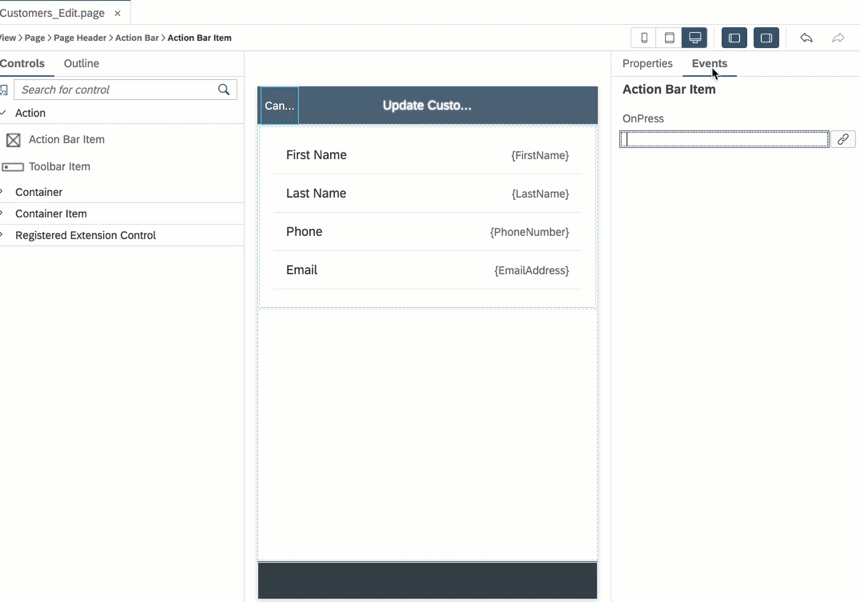 Customers_Edit.page ×
View > Page > Page Header > Action Bar > Action Bar Item
Controls Outline
Search for control
Action
Action Bar Item
Toolbar Item
Container
Container Item
Registered Extension Control
Can... Update Custo...
First Name {FirstName}
Last Name {LastName}
Phone {PhoneNumber}
Email {EmailAddress}
Properties Events
Action Bar Item
OnPress